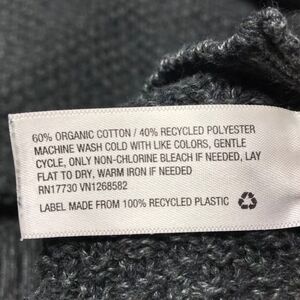 60% ORGANIC COTTON / 40% RECYCLED POLYESTER
MACHINE WASH COLD WITH LIKE COLORS, GENTLE
CYCLE, ONLY NON-CHLORINE BLEACH IF NEEDED, LAY
FLAT TO DRY, WARM IRON IF NEEDED
RN17730 VN1268582
LABEL MADE FROM 100% RECYCLED PLASTIC